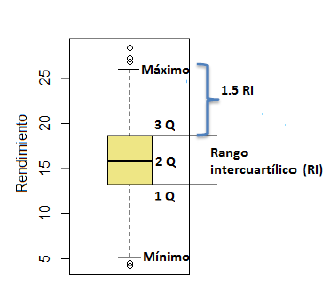 Máximo
1.5 RI
3 Q
2 Q
1 Q
Rango
intercuartílico (RI)
Mínimo
Rendimiento
25
20
15
10
5